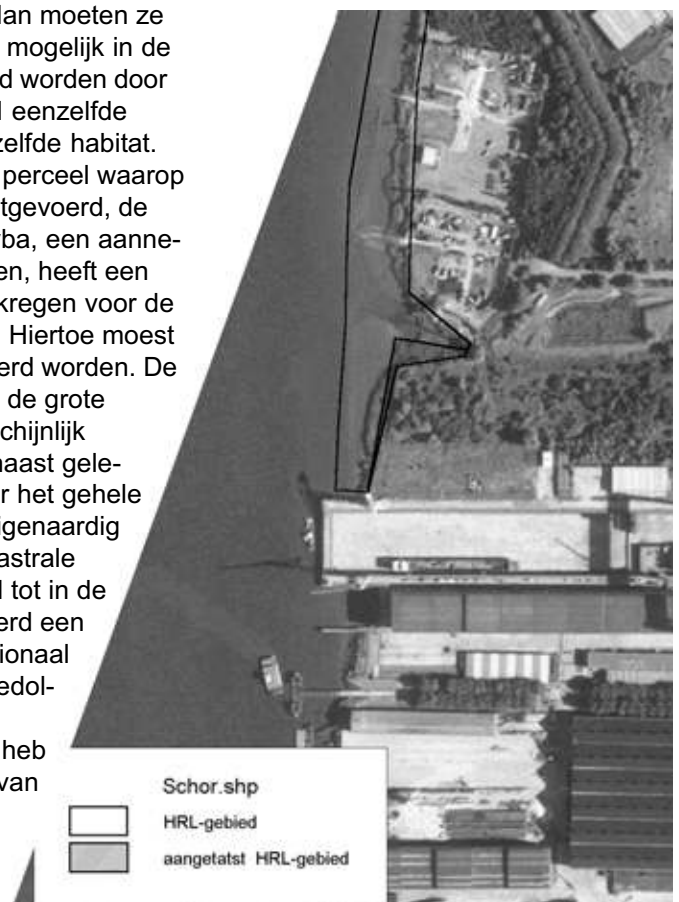 lan moeten ze
mogelijk in de
d worden door
eenzelfde
zelfde habitat.
perceel waarop
tgevoerd, de
ba, een aanne-
en, heeft een
kregen voor de
Hiertoe moest
erd worden. De
de grote
chijnlijk
naast gele-
r het gehele
igenaardig
astrale
l tot in de
erd een
ionaal
edol-
heb
van
Schor.shp
HRL-gebied
aangetatst HRL-gebied